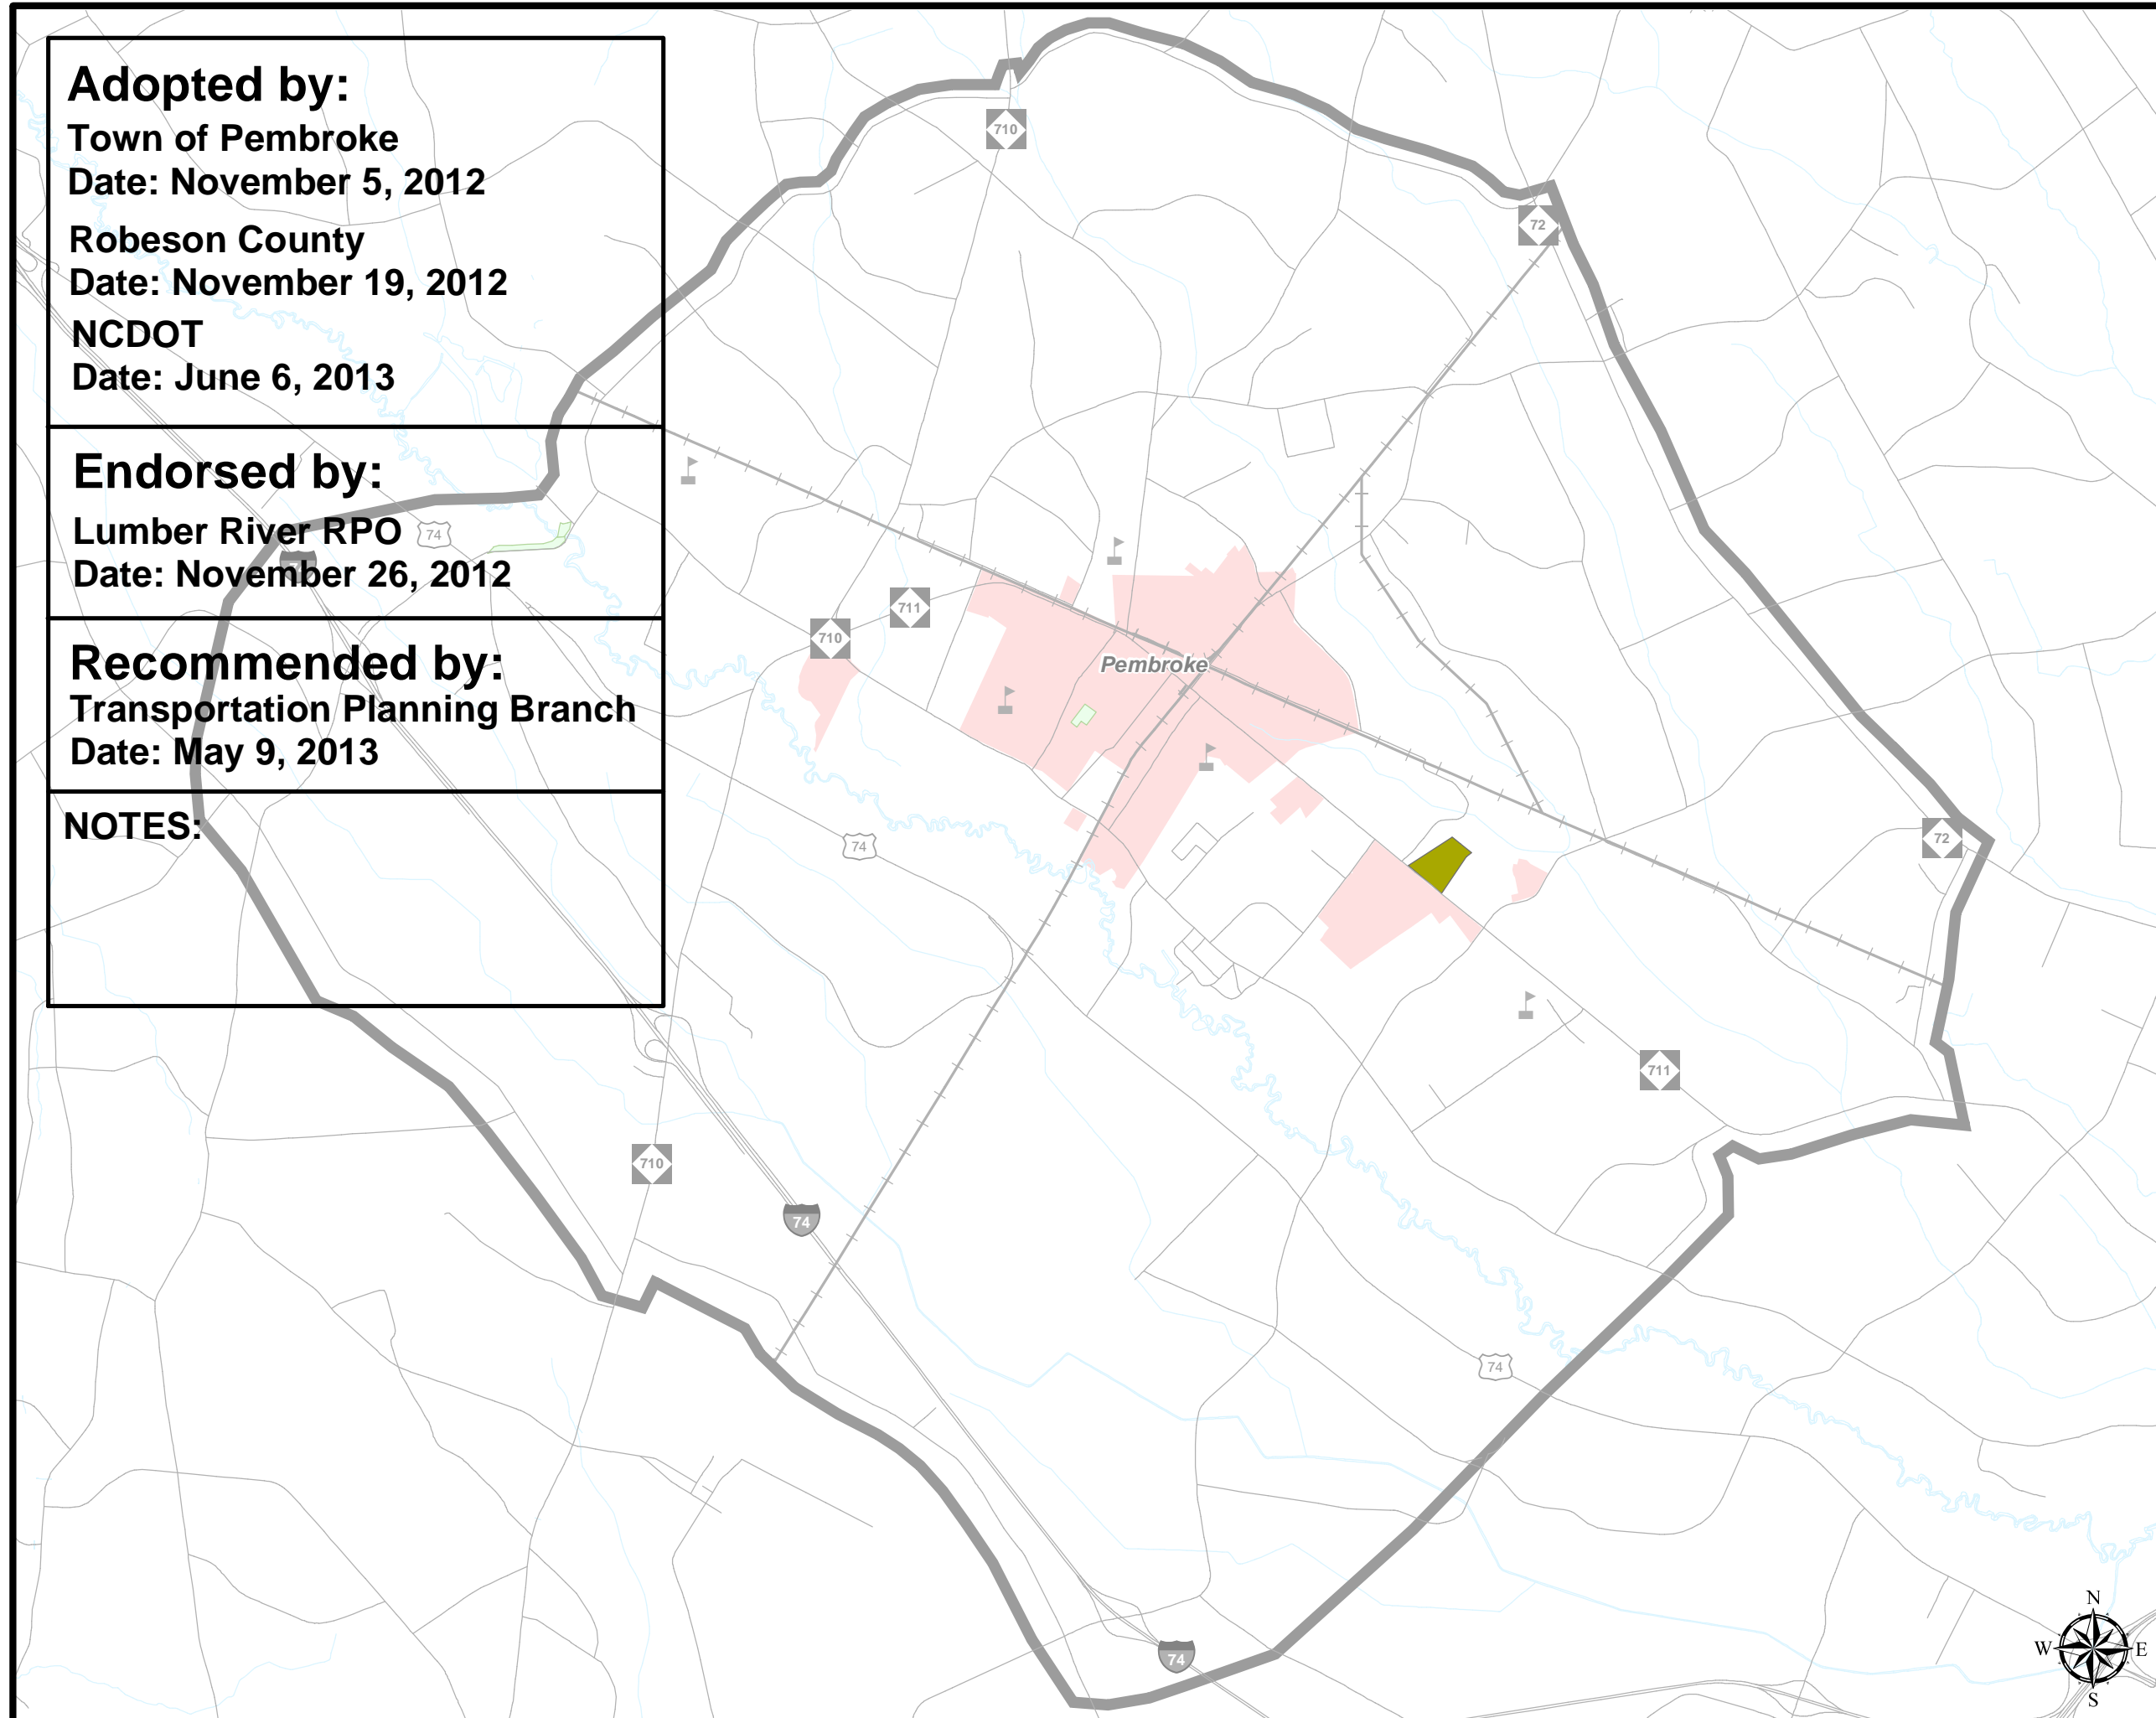 Adopted by:
Town of Pembroke
Date: November 5, 2012
Robeson County
Date: November 19, 2012
NCDOT
Date: June 6, 2013
Endorsed by:
Lumber River RPO
Date: November 26, 2012
Recommended by:
Transportation Planning Branch
Date: May 9, 2013
NOTES:
710
72
74
711
710
Pembroke
74
72
711
710
74
74
74
N
W
E
S